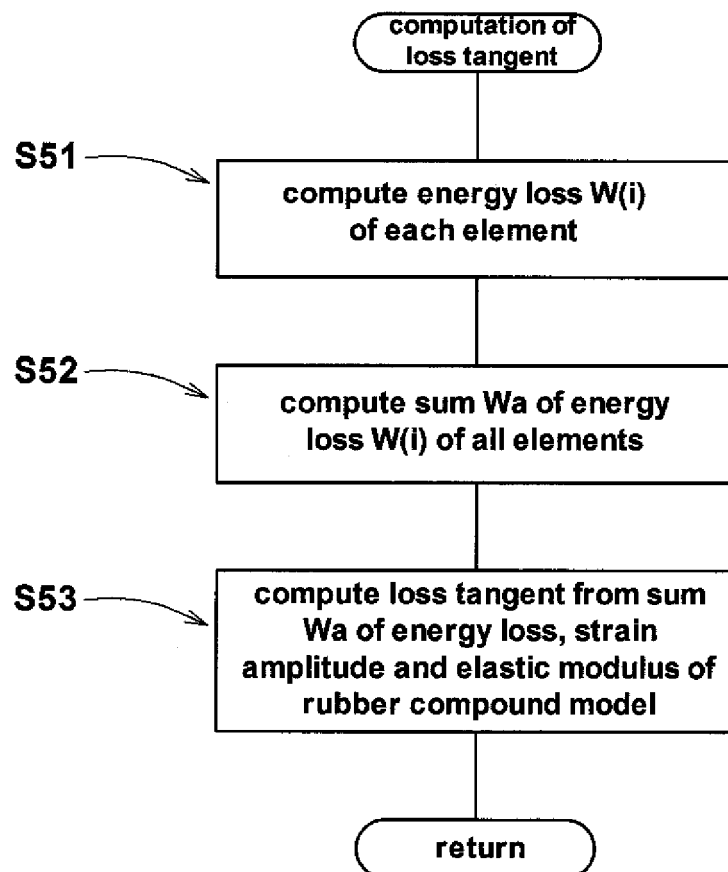 computation of
loss tangent
S51
compute energy loss W(i)
of each element
S52
compute sum Wa of energy
loss W(i) of all elements
S53
compute loss tangent from sum
Wa of energy loss, strain
amplitude and elastic modulus of
rubber compound model
return